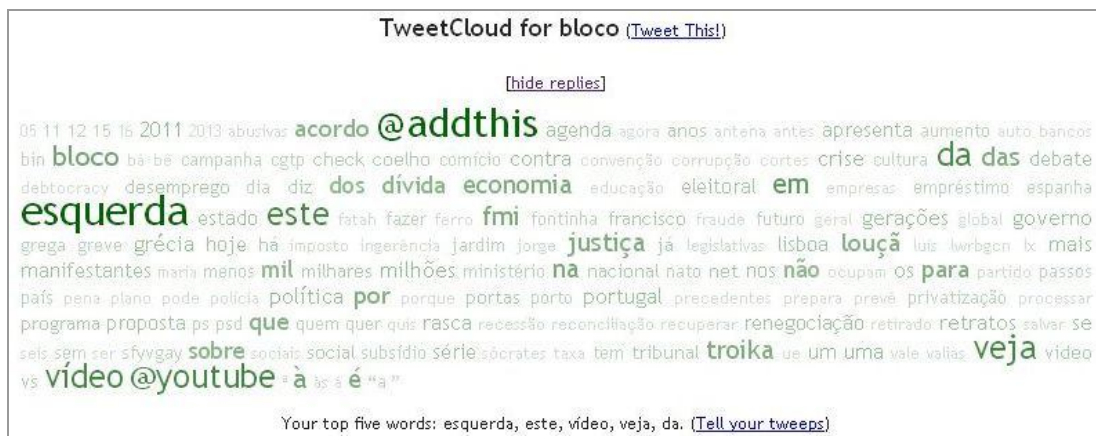 TweetCloud for bloco (Tweet This!)
[hide replies]
05 11 12 15 16 2011 2013 abusivas acordo @addthis agenda agora anos antena antes apresenta aumento auto bancos
bin bloco bá bé campanha cgtp check coelho comício contra convenção corrupção cortes crise cultura da das debate
debtocracy desemprego dia diz dos dívida economia educação eleitoral em empresas empréstimo espanha
esquerda estado este fatah fazer ferro fmi fontinha francisco fraude futuro geral gerações global governo
grega greve grécia hoje há imposto ingerência jardim jorge justiça já legislativas lisboa louçã luis lwrbgcn lx mais
manifestantes maria menos mil milhares milhões ministério na nacional nato net nos não ocupam os para partido passos
país pena plano pode polícia política por porque portas porto portugal precedentes prepara prevê privatização processar
programa proposta ps psd que quem quer quis rasca recessão reconciliação recuperar renegociação retirado retratos salvar se
seis sem ser sfyvgay sobre sociais social subsídio série sócrates taxa tem tribunal troika ue um uma vale valias veja video
vs vídeo @youtube à às é “a”
Your top five words: esquerda, este, vídeo, veja, da. (Tell your tweeps)